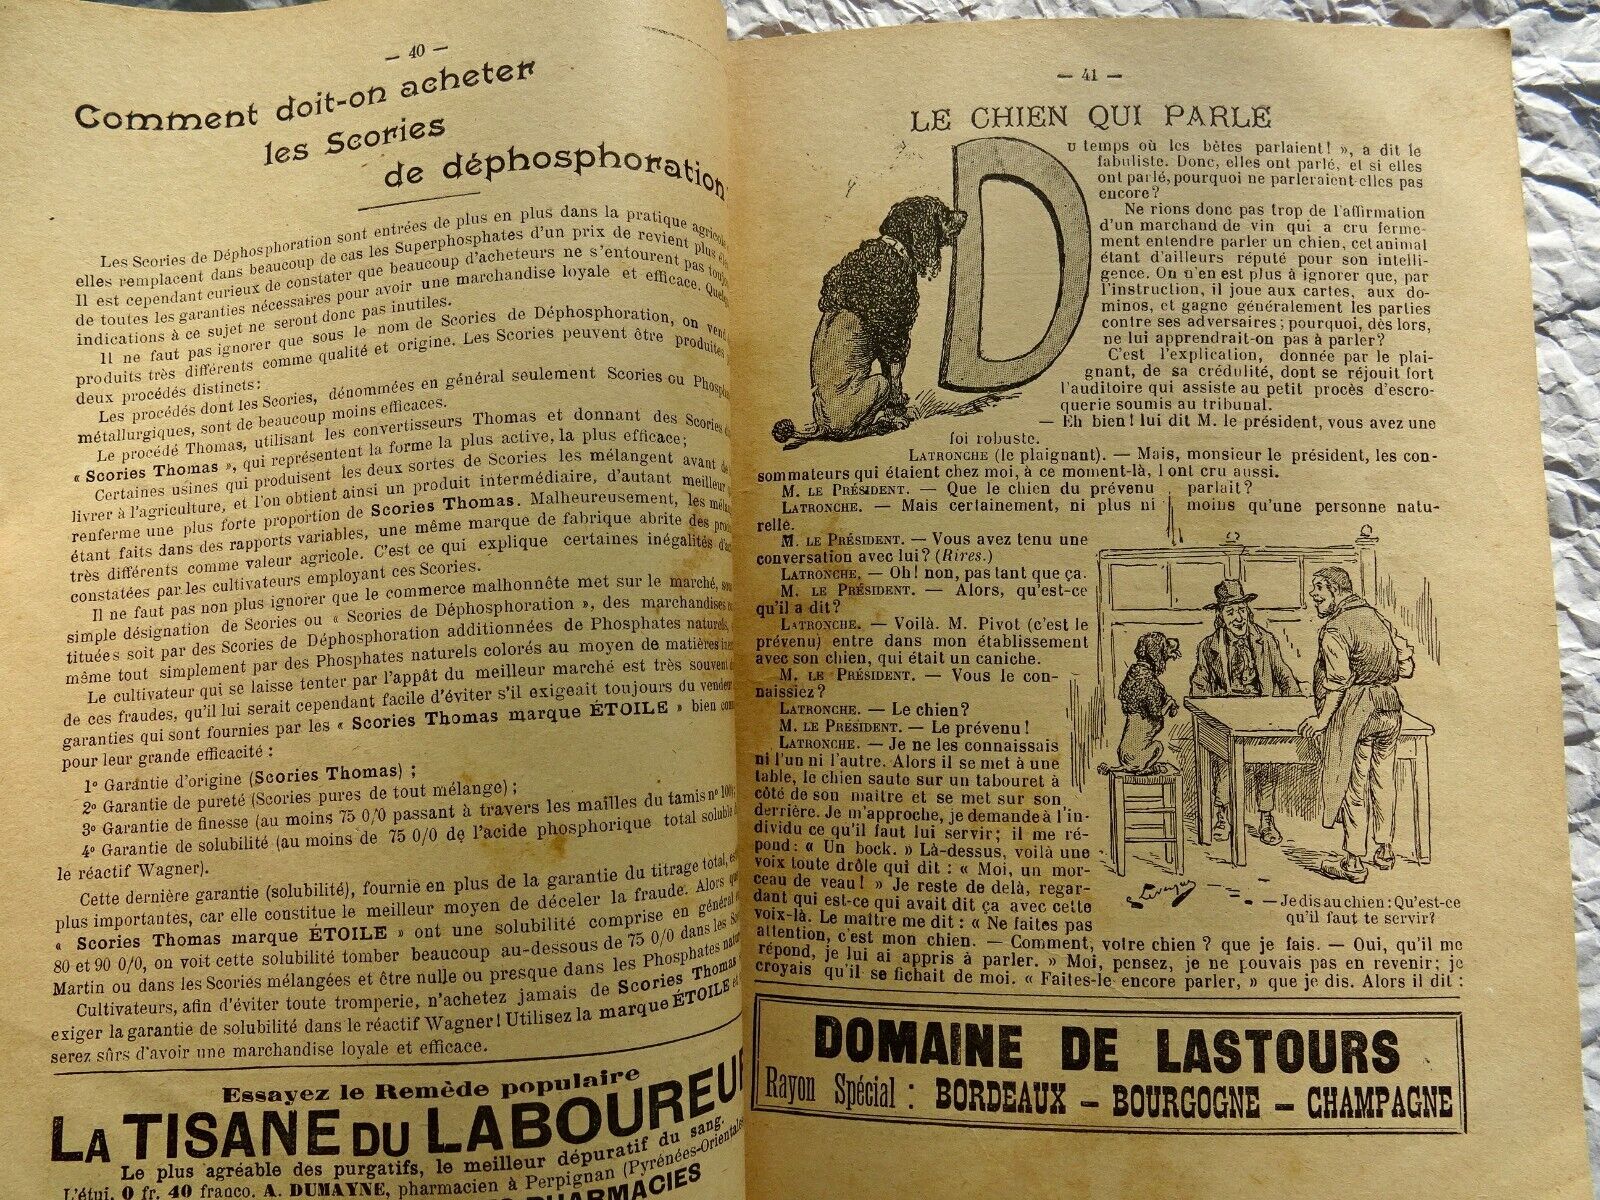 — 40 —
Comment doit-on acheter
les Scories
de déphosphoration
Les Scories de Déphosphoration sont entrées de plus en plus dans la pratique
elles remplacent dans beaucoup de cas les Superphosphates d'un prix de revient plus
Il est cependant curieux de constater que beaucoup d'acheteurs ne s'entourent pas
de toutes les garanties nécessaires pour avoir une marchandise loyale et efficace.
indications à ce sujet ne seront donc pas inutiles.
Il ne faut pas ignorer que sous le nom de Scories de Déphosphoration, on
produits très différents comme qualité et origine. Les Scories peuvent être produites
deux procédés distincts:
Les procédés dont les Scories, dénommées en général seulement Scories ou
métallurgiques, sont de beaucoup moins efficaces.
Le procédé Thomas, utilisant les convertisseurs Thomas et donnant des Scories
« Scories Thomas », qui représentent la forme la plus active, la plus efficace;
Certaines usines qui produisent les deux sortes de Scories les mélangent avant de
livrer à l'agriculture, et l'on obtient ainsi un produit intermédiaire, d'autant meilleur
renferme une plus forte proportion de Scories Thomas. Malheureusement, les
étant faits dans des rapports variables, une même marque de fabrique abrite des
très différents comme valeur agricole. C'est ce qui explique certaines inégalités
constatées par les cultivateurs employant ces Scories.
Il ne faut pas non plus ignorer que le commerce malhonnête met sur le marché,
simple désignation de Scories ou « Scories de Déphosphoration », des marchandises
tituées soit par des Scories de Déphosphoration additionnées de Phosphates naturels,
même tout simplement par des Phosphates naturels colorés au moyen de matières
Le cultivateur qui se laisse tenter par l'appât du meilleur marché est très souvent
de ces fraudes, qu'il lui serait cependant facile d'éviter s'il exigeait toujours du vendeur
garanties qui sont fournies par les « Scories Thomas marque ÉTOILE » bien
pour leur grande efficacité :
1º Garantie d'origine (Scories Thomas) ;
2º Garantie de pureté (Scories pures de tout mélange) ;
3º Garantie de finesse (au moins 75 0/0 passant à travers les mailles du tamis nº 100;
4º Garantie de solubilité (au moins de 75 0/0 de l'acide phosphorique total soluble
le réactif Wagner).
Cette dernière garantie (solubilité), fournie en plus de la garantie du titrage total,
plus importantes, car elle constitue le meilleur moyen de déceler la fraude. Alors que
« Scories Thomas marque ÉTOILE » ont une solubilité comprise en général
80 et 90 0/0, on voit cette solubilité tomber beaucoup au-dessous de 75 0/0 dans les
Martin ou dans les Scories mélangées et être nulle ou presque dans les Phosphates
Cultivateurs, afin d'éviter toute tromperie, n'achetez jamais de Scories Thomas
exiger la garantie de solubilité dans le réactif Wagner! Utilisez la marque ÉTOILE
serez sûrs d'avoir une marchandise loyale et efficace.
Essayez le Remède populaire
LA TISANE DU LABOUREUR
Le plus agréable des purgatifs, le meilleur dépuratif du sang.
L'étui, 0 fr. 40 franco. A. DUMAYNE, pharmacien à Perpignan (Pyrénées-Orientales
PHARMACIES
— 41 —
LE CHIEN QUI PARLE
DU temps où les bêtes parlaient! », a dit le
fabuliste. Donc, elles ont parlé, et si elles
ont parlé, pourquoi ne parleraient-elles pas
encore?
Ne rions donc pas trop de l'affirmation
d'un marchand de vin qui a cru ferme-
ment entendre parler un chien, cet animal
étant d'ailleurs réputé pour son intelli-
gence. On n'en est plus à ignorer que, par
l'instruction, il joue aux cartes, aux do-
minos, et gagne généralement les parties
contre ses adversaires; pourquoi, dès lors,
ne lui apprendrait-on pas à parler?
C'est l'explication, donnée par le plai-
gnant, de sa crédulité, dont se réjouit fort
l'auditoire qui assiste au petit procès d'escro-
querie soumis au tribunal.
— Eh bien! lui dit M. le président, vous avez une
foi robuste.
LATRONCHE (le plaignant). — Mais, monsieur le président, les con-
sommateurs qui étaient chez moi, à ce moment-là, l ont cru aussi.
M. LE PRÉSIDENT. — Que le chien du prévenu parlait?
LATRONCHE. — Mais certainement, ni plus ni moins qu'une personne natu-
relle.
M. LE PRÉSIDENT. — Vous avez tenu une
conversation avec lui? (Rires.)
LATRONCHE. — Oh! non, pas tant que ça.
M. LE PRÉSIDENT. — Alors, qu'est-ce
qu'il a dit?
LATRONCHE. — Voilà. M. Pivot (c'est le
prévenu) entre dans mon établissement
avec son chien, qui était un caniche.
M. LE PRÉSIDENT. — Vous le con-
naissiez?
LATRONCHE. — Le chien?
M. LE PRÉSIDENT. — Le prévenu!
LATRONCHE. — Je ne les connaissais
ni l'un ni l'autre. Alors il se met à une
table, le chien saute sur un tabouret à
côté de son maître et se met sur son
derrière. Je m'approche, je demande à l'in-
dividu ce qu'il faut lui servir; il me ré-
pond: « Un bock. » Là-dessus, voilà une
voix toute drôle qui dit : « Moi, un mor-
ceau de veau! » Je reste de delà, regar-
dant qui est-ce qui avait dit ça avec cette
voix-là. Le maître me dit : « Ne faites pas
attention, c'est mon chien. — Comment, votre chien ? que je fais. — Oui, qu'il me
répond, je lui ai appris à parler. » Moi, pensez, je ne pouvais pas en revenir; je
croyais qu'il se fichait de moi. « Faites-le encore parler, » que je dis. Alors il dit :
— Je dis au chien: Qu'est-ce
qu'il faut te servir?
DOMAINE DE LASTOURS
Rayon Spécial : BORDEAUX – BOURGOGNE – CHAMPAGNE